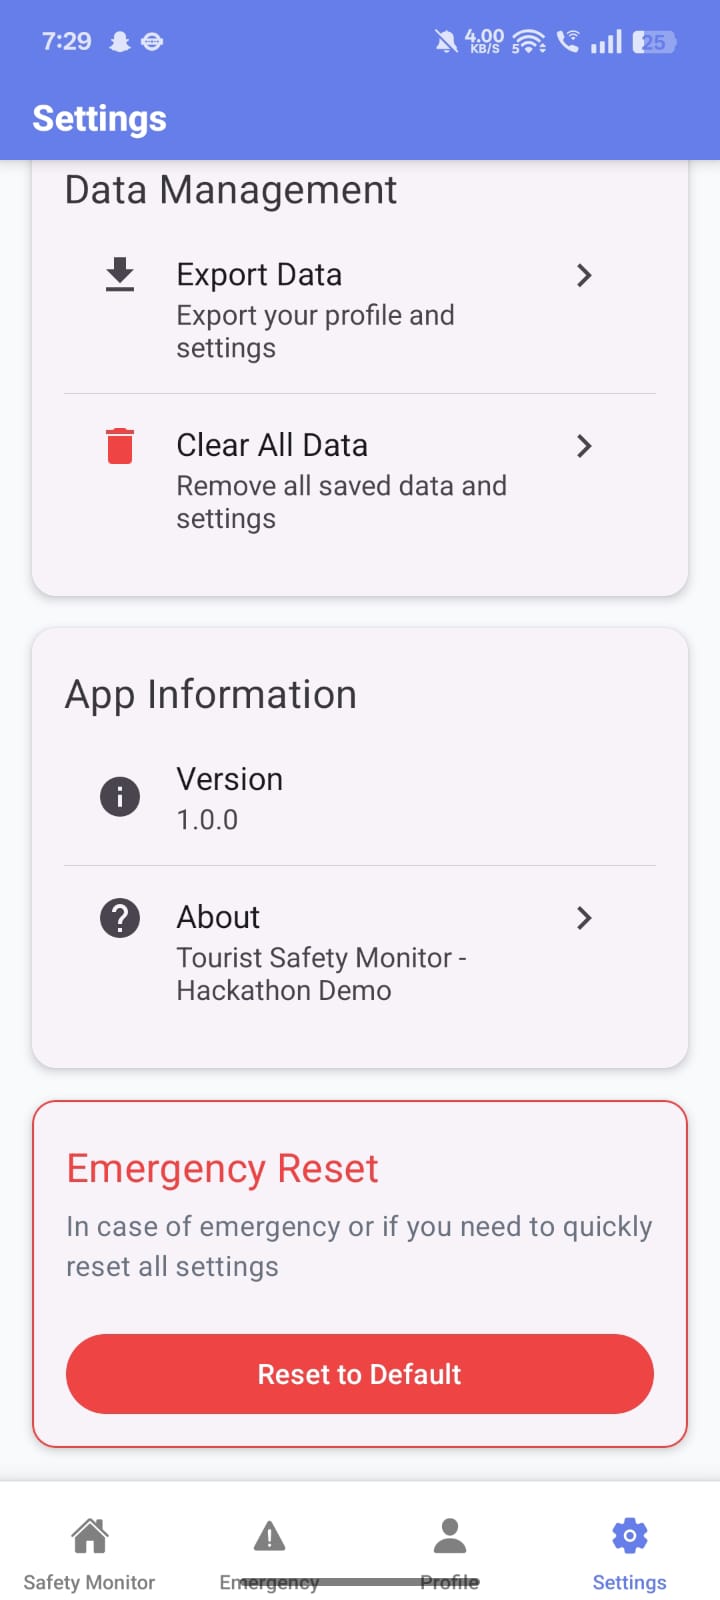 7:29
4.00
KB/S
5
25
Settings
Data Management
Export Data
Export your profile and
settings
Clear All Data
Remove all saved data and
settings
App Information
Version
1.0.0
About
Tourist Safety Monitor -
Hackathon Demo
Emergency Reset
In case of emergency or if you need to quickly
reset all settings
Reset to Default
Safety Monitor
Emergency
Profile
Settings